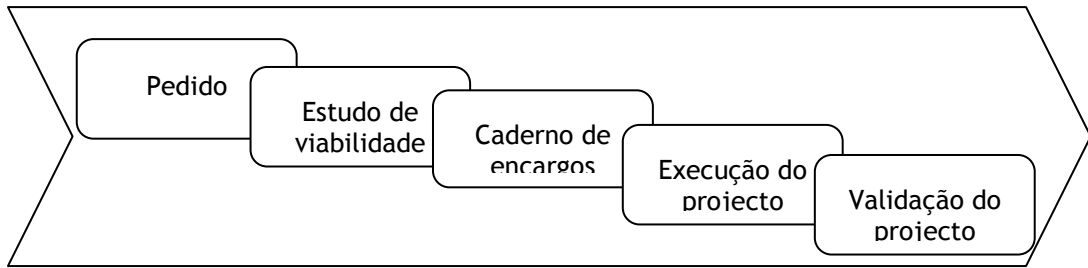 Pedido
Estudo de
viabilidade
Caderno de
encargos
Execução do
projecto
Validação do
projecto